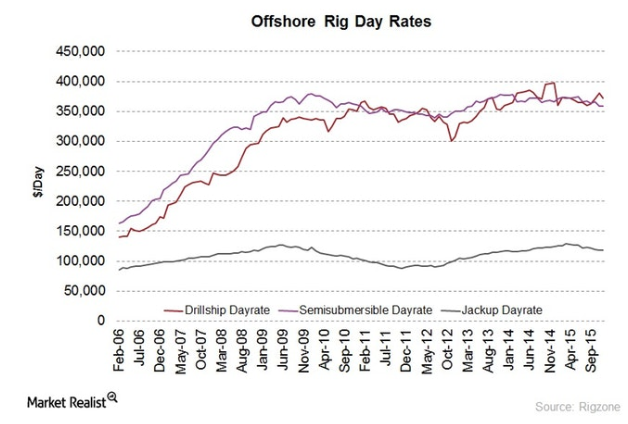 Offshore Rig Day Rates
450,000
400,000
350,000
300,000
250,000
200,000
150,000
100,000
50,000
0
$/Day
Drillship Dayrate Semisubmersible Dayrate Jackup Dayrate
Feb-06 Jul-06 Dec-06 May-07 Oct-07 Mar-08 Aug-08 Jan-09 Jun-09 Nov-09 Apr-10 Sep-10 Feb-11 Jul-11 Dec-11 May-12 Oct-12 Mar-13 Aug-13 Jan-14 Jun-14 Nov-14 Apr-15 Sep-15
Market Realist
Source: Rigzone